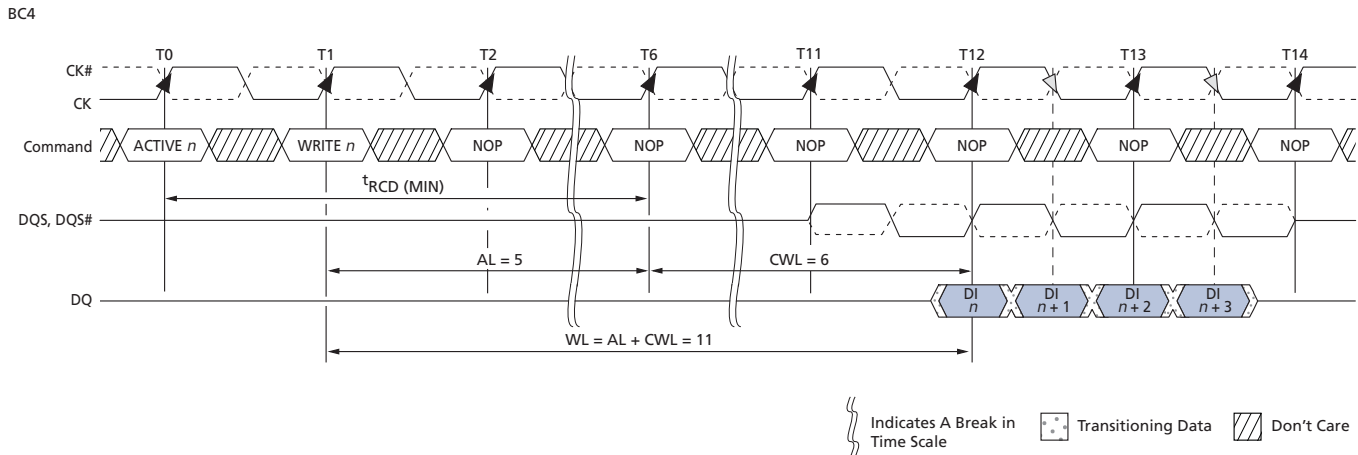 BC4
T0 T1 T2 T6 T11 T12 T13 T14
CK#
CK
Command ACTIVE n WRITE n NOP NOP NOP NOP NOP NOP
tRCD (MIN)
DQS, DQS#
AL = 5 CWL = 6
DQ DI n DI n + 1 DI n + 2 DI n + 3
WL = AL + CWL = 11
Indicates A Break in
Time Scale
Transitioning Data
Don't Care